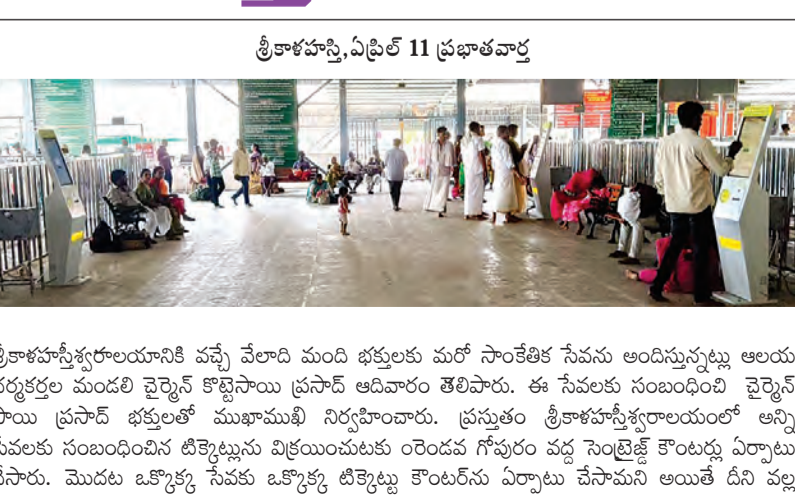 శ్రీకాళహస్తి,ఏప్రిల్ 11 ప్రభాతవార్త
శ్రీకాళహస్తీశ్వరాలయానికి వచ్చే వేలాది మంది భక్తులకు మరో సాంకేతిక సేవను అందిస్తున్నట్లు ఆలయ
ధర్మకర్తల మండలి చైర్మెన్ కొట్టెసాయి ప్రసాద్ ఆదివారం తెలిపారు. ఈ సేవలకు సంబంధించి చైర్మెన్
సాయి ప్రసాద్ భక్తులతో ముఖాముఖి నిర్వహించారు. ప్రస్తుతం శ్రీకాళహస్తీశ్వరాలయంలో అన్ని
సేవలకు సంబంధించిన టిక్కెట్లును విక్రయించుటకు ంరెండవ గోపురం వద్ద సెంట్రైజ్డ్ కౌంటర్లు ఏర్పాటు
చేసారు. మొదట ఒక్కొక్క సేవకు ఒక్కొక్క టిక్కెట్టు కౌంటర్‌ను ఏర్పాటు చేసామని అయితే దీని వల్ల